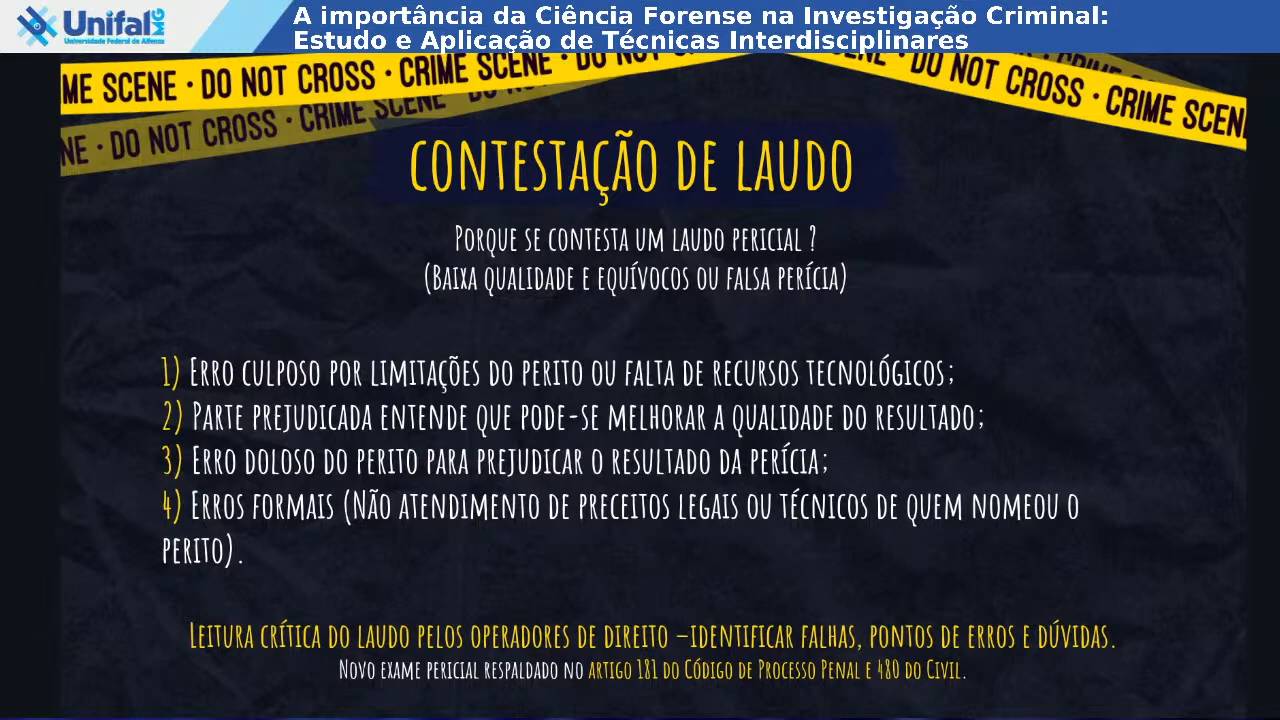 Unifal MG
Universidade Federal de Alfenas
A importância da Ciência Forense na Investigação Criminal:
Estudo e Aplicação de Técnicas Interdisciplinares
ME SCENE · DO NOT CROSS · CRIME SCENE · DO NOT CROSS
NE · DO NOT CROSS · CRIME SCENE · DO NO
SCENE · DO NOT CROSS · CRIME SCEN
CONTESTAÇÃO DE LAUDO
PORQUE SE CONTESTA UM LAUDO PERICIAL ?
(BAIXA QUALIDADE E EQUÍVOCOS OU FALSA PERÍCIA)
1) ERRO CULPOSO POR LIMITAÇÕES DO PERITO OU FALTA DE RECURSOS TECNOLÓGICOS;
2) PARTE PREJUDICADA ENTENDE QUE PODE-SE MELHORAR A QUALIDADE DO RESULTADO;
3) ERRO DOLOSO DO PERITO PARA PREJUDICAR O RESULTADO DA PERÍCIA;
4) ERROS FORMAIS (NÃO ATENDIMENTO DE PRECEITOS LEGAIS OU TÉCNICOS DE QUEM NOMEOU O
PERITO).
LEITURA CRÍTICA DO LAUDO PELOS OPERADORES DE DIREITO –IDENTIFICAR FALHAS, PONTOS DE ERROS E DÚVIDAS.
NOVO EXAME PERICIAL RESPALDADO NO ARTIGO 181 DO CÓDIGO DE PROCESSO PENAL E 480 DO CIVIL.